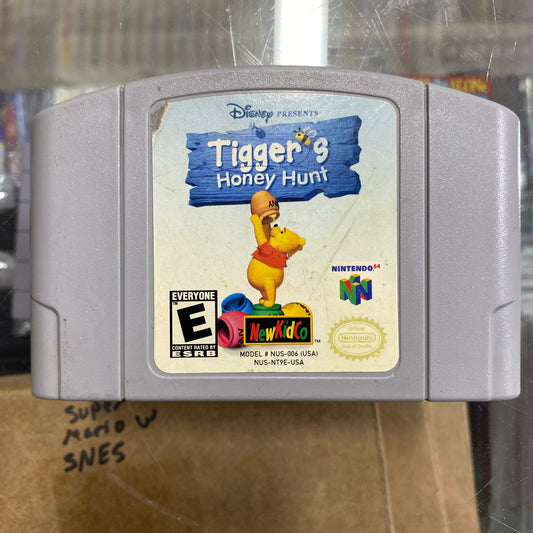 Disney PRESENTS
Tigger's
Honey Hunt
NINTENDO 64
EVERYONE
E
CONTENT RATED BY
ESRB
NewKidCo
Official
Nintendo
Seal of Quality
MODEL # NUS-006 (USA)
NUS-NT9E-USA
Super
Mario W
SNES